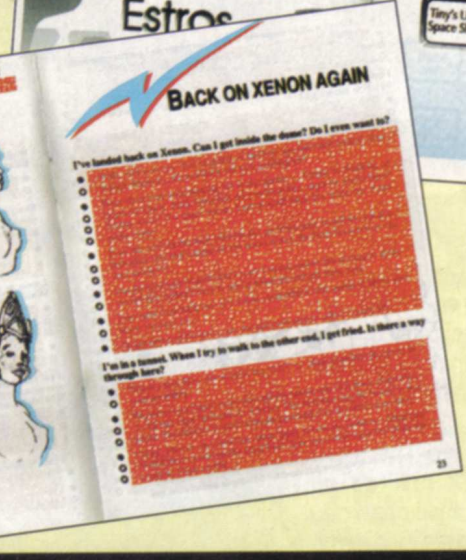 Estros
Tiny's
Space
BACK ON XENON AGAIN
I've landed back on Xenon. Can I get inside the dome? Do I even want to?
I'm in a tunnel. When I try to walk to the other end, I get fried. Is there a way
through here?
23